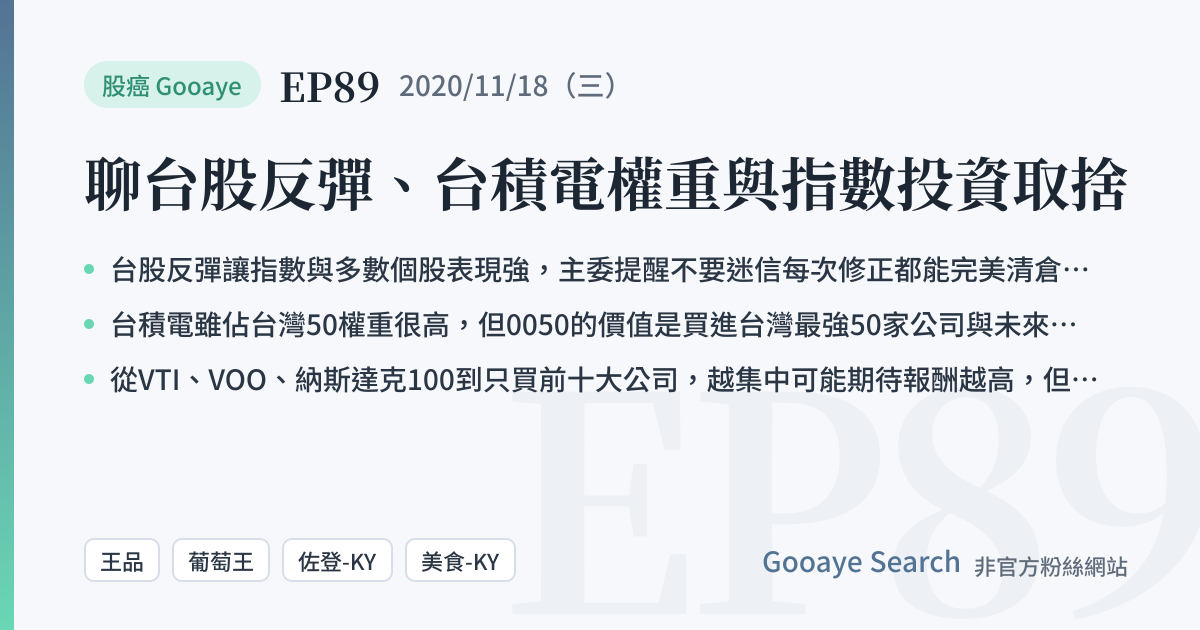 股癌 Gooaye EP89 2020/11/18（三）
聊台股反彈、台積電權重與指數投資取捨
台股反彈讓指數與多數個股表現強，主委提醒不要迷信每次修正都能完美清倉…
台積電雖佔台灣50權重很高，但0050的價值是買進台灣最強50家公司與未來…
從VTI、VOO、納斯達克100到只買前十大公司，越集中可能期待報酬越高，但…
王品 葡萄王 佐登-KY 美食-KY
Gooaye Search 非官方粉絲網站
EP89